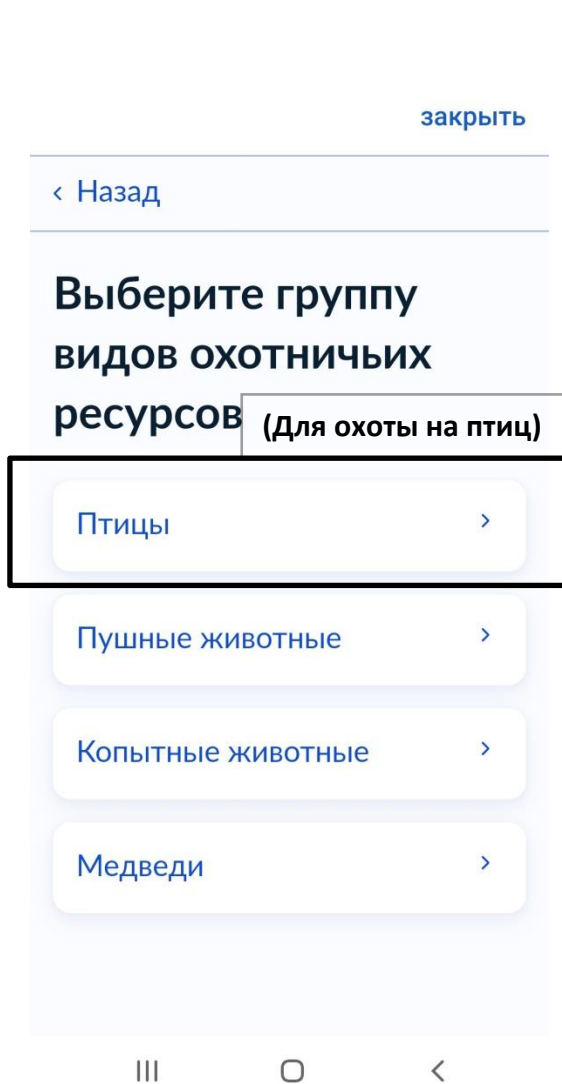 закрыть
‹ Назад
Выберите группу
видов охотничьих
ресурсов
(Для охоты на птиц)
Птицы
Пушные животные
Копытные животные
Медведи